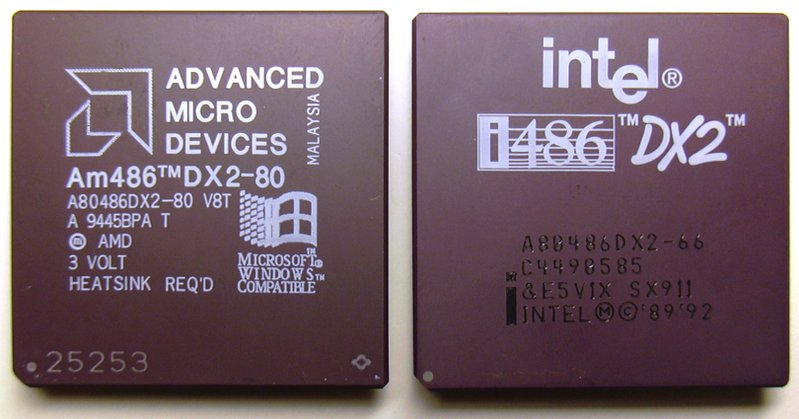 ADVANCED
MICRO
DEVICES
MALAYSIA
Am486™DX2-80
A80486DX2-80 V8T
A 9445BPA T
Ⓜ AMD
3 VOLT
HEATSINK REQ'D
MICROSOFT®
WINDOWS™
COMPATIBLE
25253
intel®
i486™ DX2™
A80486DX2-66
C4490585
&E5V1X SX911
INTEL Ⓜ©'89'92